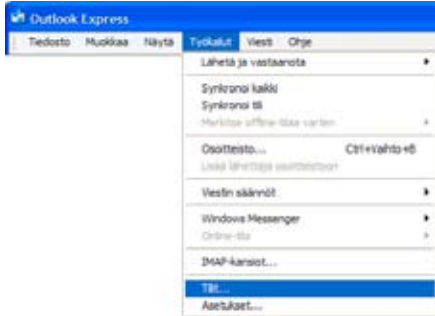 Outlook Express
Tiedosto Muokkaa Näytä Työkalut Viesti Ohje
Lähetä ja vastaanota
Synkronoi kaikki
Synkronoi tili
Merkitse offline-tilaa varten
Osoitteisto... Ctrl+Vaihto+B
Lisää lähettäjä osoitteistoon
Viestin säännöt
Windows Messenger
Online-tila
IMAP-kansiot...
Tilit...
Asetukset...